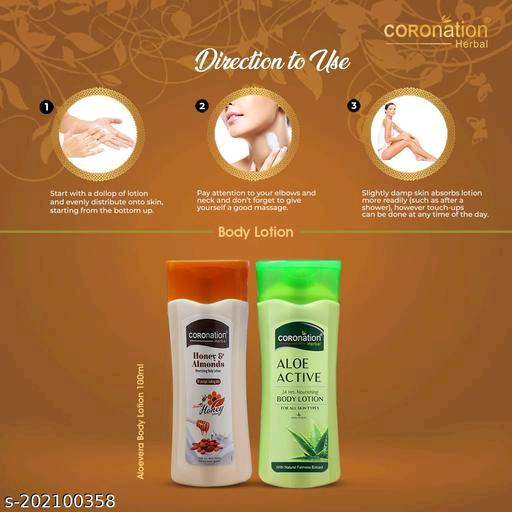 CORONATION
Herbal
Direction to Use
1
2
3
Start with a dollop of lotion
and evenly distribute onto skin,
starting from the bottom up.
Pay attention to your elbows and
neck and don't forget to give
yourself a good massage.
Slightly damp skin absorbs lotion
more readily (such as after a
shower), however touch-ups
can be done at any time of the day.
Body Lotion
Aloevera Body Lotion 100ml
CORONATION
Herbal
Honey &
Almonds
Nourishing Body Lotion
Honey
CORONATION
Herbal
ALOE
ACTIVE
24 Hrs. Nourishing
BODY LOTION
FOR ALL SKIN TYPES
With Natural Fairness Extract
s-202100358